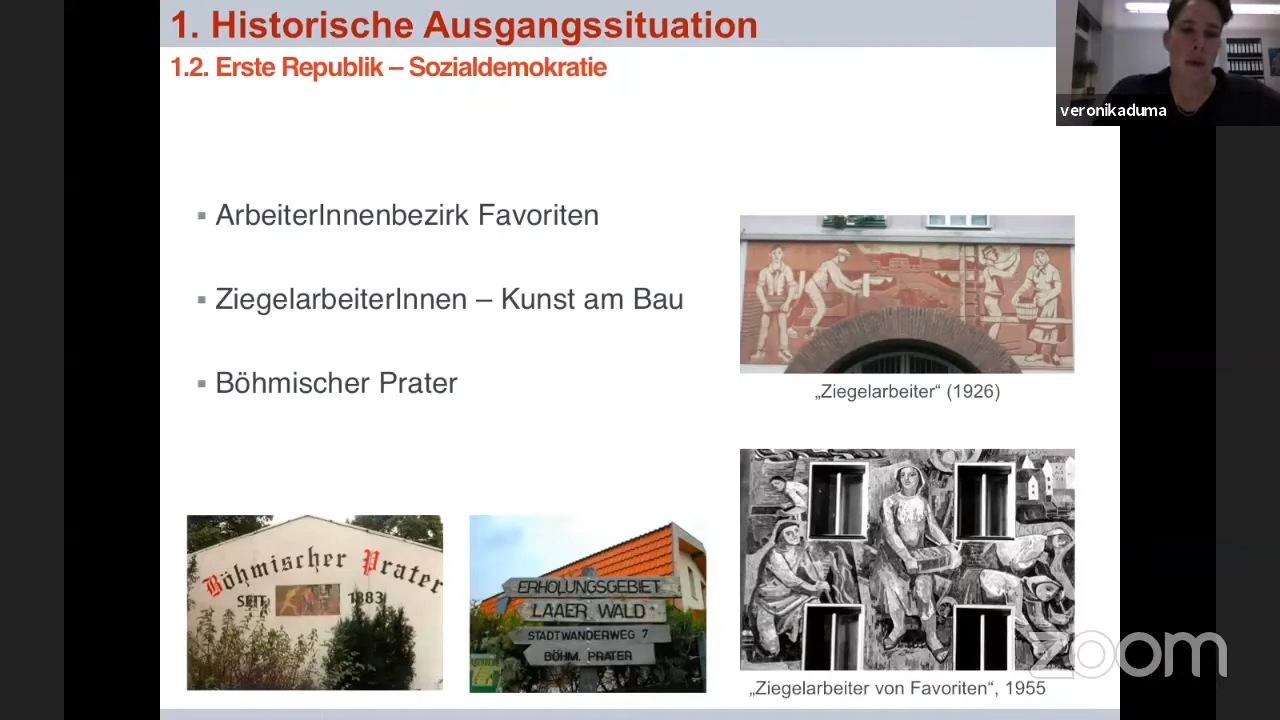 1. Historische Ausgangssituation
1.2. Erste Republik – Sozialdemokratie
veronikaduma
▪ ArbeiterInnenbezirk Favoriten
▪ ZiegelarbeiterInnen – Kunst am Bau
▪ Böhmischer Prater
„Ziegelarbeiter“ (1926)
Böhmischer Prater
SEIT 1883
ERHOLUNGSGEBIET
LAAER WALD
STADTWANDERWEG 7
BÖHM. PRATER
„Ziegelarbeiter von Favoriten“, 1955
zoom